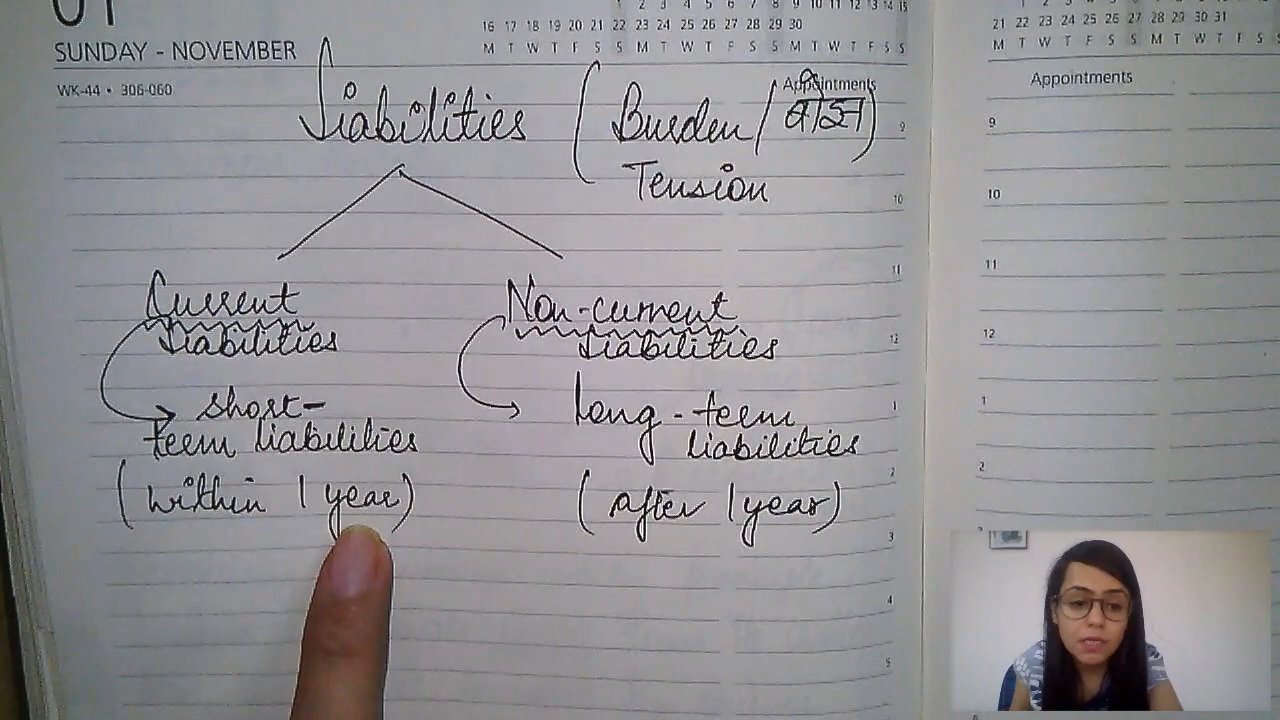 01
SUNDAY - NOVEMBER
WK-44 • 306-060
16 17 18 19 20 21 22 23 24 25 26 27 28 29 30
M T W T F S S M T W T F S S M T W T F S S
21 22 23 24 25 26 27 28 29 30 31
M T W T F S S M T W T F S
Appointments
Appointments
Liabilities (Burden / बोझ)
Tension
Current
liabilities
Non-current
liabilities
short-
term liabilities
Long-term
liabilities
(within 1 year)
(after 1 year)
9
10
11
12
1
2
3
4
5
9
10
11
12
1
2